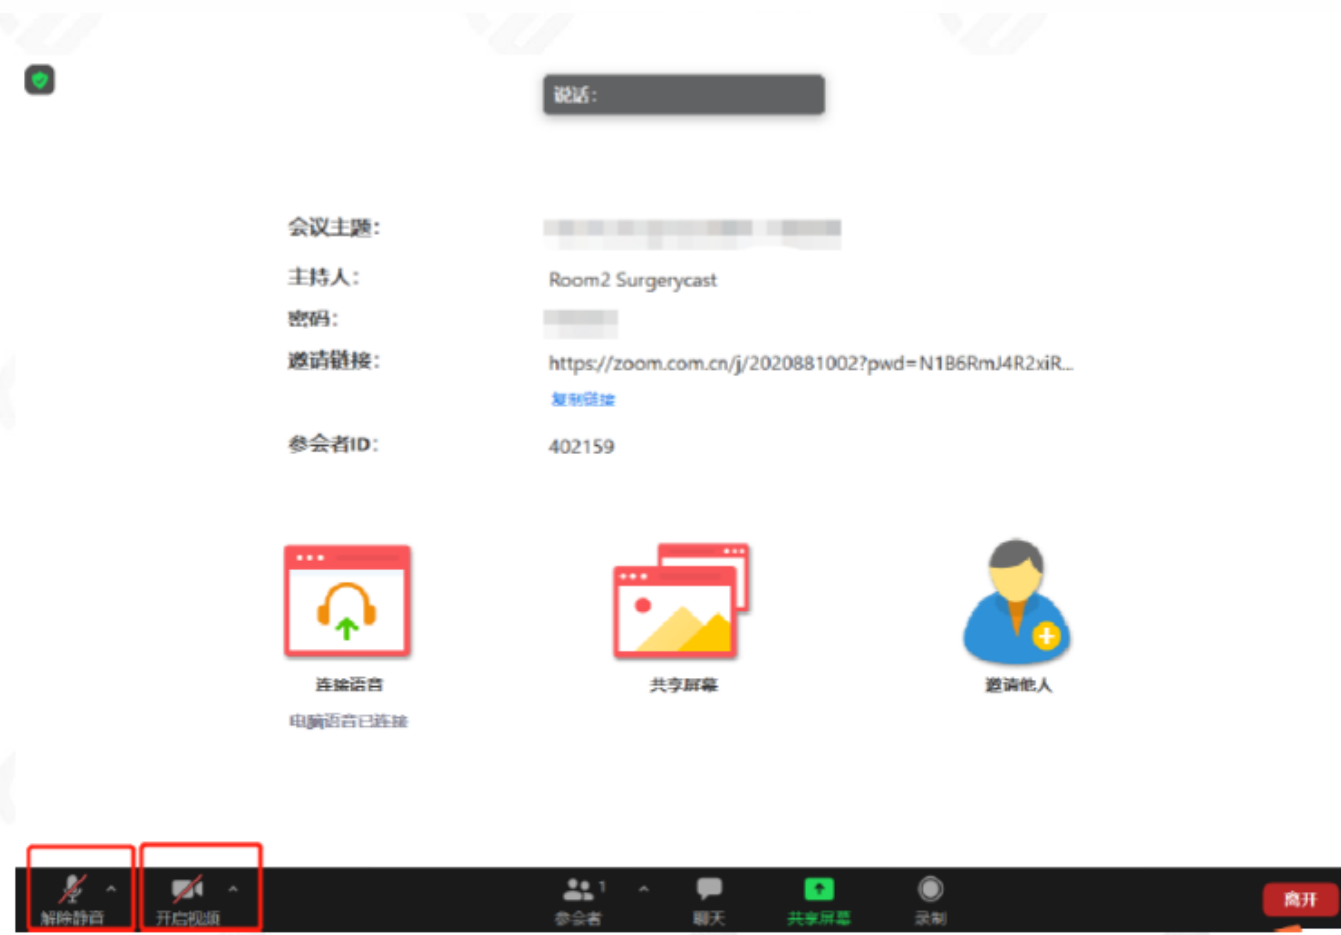 说话:
会议主题:
主持人: Room2 Surgerycast
密码:
邀请链接: https://zoom.com.cn/j/2020881002?pwd=N1B6RmJ4R2xiR...
复制链接
参会者ID: 402159
连接语音 共享屏幕 邀请他人
电脑语音已连接
解除静音 开启视频 参会者 1 聊天 共享屏幕 录制 离开